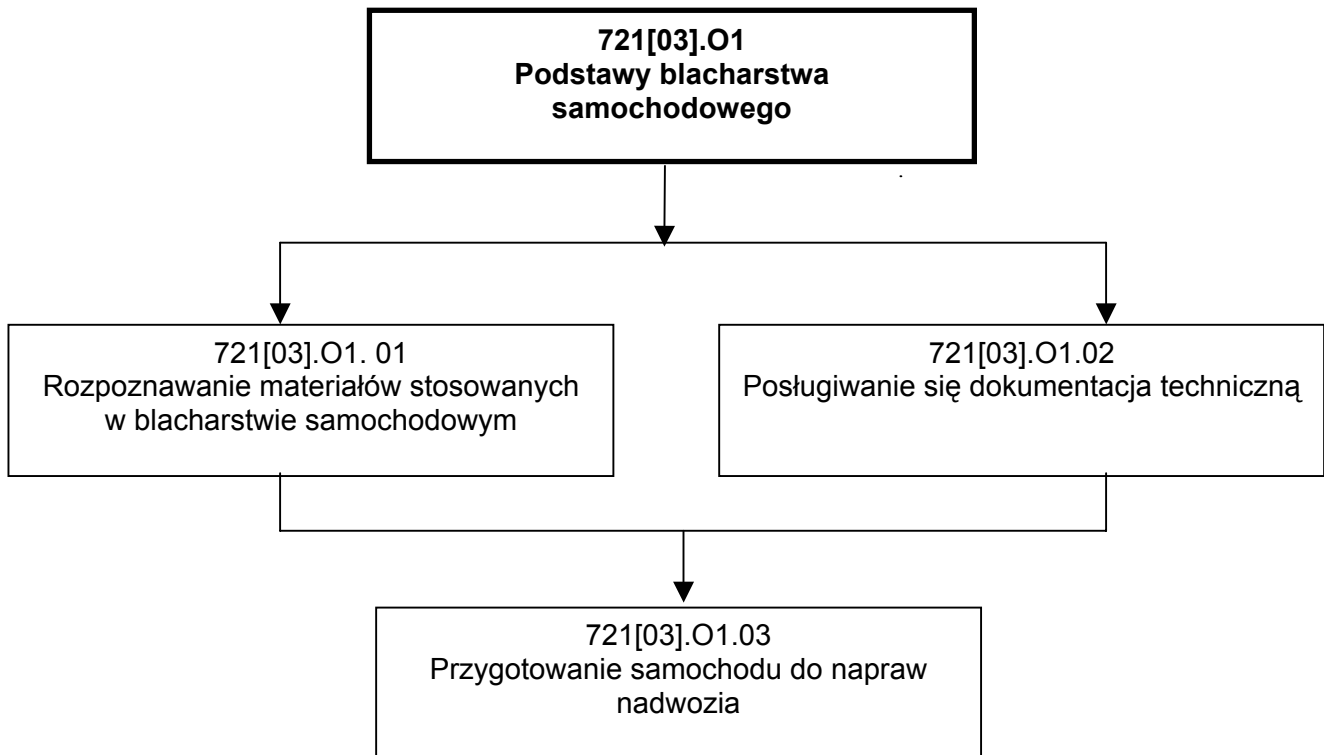 721[03].O1
Podstawy blacharstwa
samochodowego
721[03].O1. 01
Rozpoznawanie materiałów stosowanych
w blacharstwie samochodowym
721[03].O1.02
Posługiwanie się dokumentacja techniczną
721[03].O1.03
Przygotowanie samochodu do napraw
nadwozia